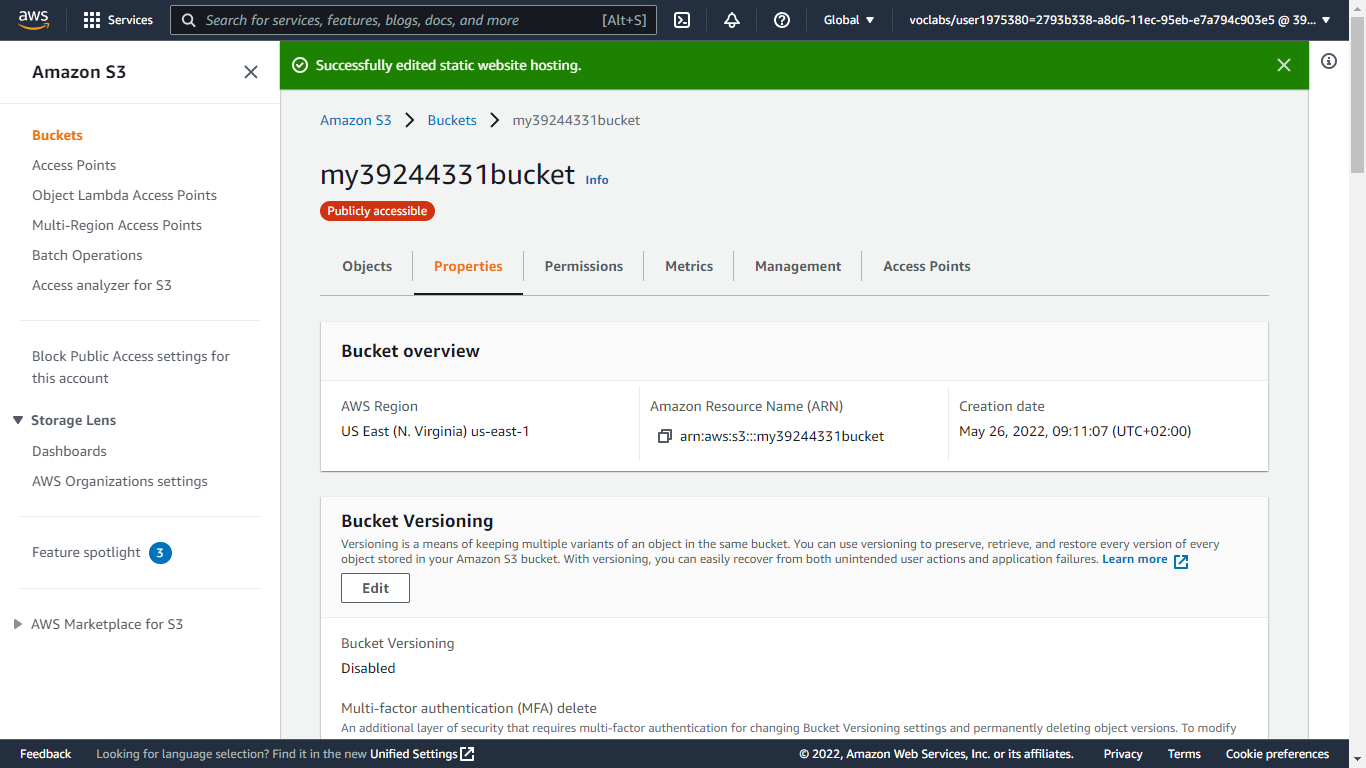 aws
Services
Search for services, features, blogs, docs, and more
[Alt+S]
Global
voclabs/user1975380=2793b338-a8d6-11ec-95eb-e7a794c903e5 @ 39...
Amazon S3
Successfully edited static website hosting.
Buckets
Access Points
Object Lambda Access Points
Multi-Region Access Points
Batch Operations
Access analyzer for S3
Block Public Access settings for
this account
Storage Lens
Dashboards
AWS Organizations settings
Feature spotlight 3
AWS Marketplace for S3
Amazon S3 > Buckets > my39244331bucket
my39244331bucket Info
Publicly accessible
Objects Properties Permissions Metrics Management Access Points
Bucket overview
AWS Region
US East (N. Virginia) us-east-1
Amazon Resource Name (ARN)
arn:aws:s3:::my39244331bucket
Creation date
May 26, 2022, 09:11:07 (UTC+02:00)
Bucket Versioning
Versioning is a means of keeping multiple variants of an object in the same bucket. You can use versioning to preserve, retrieve, and restore every version of every
object stored in your Amazon S3 bucket. With versioning, you can easily recover from both unintended user actions and application failures. Learn more
Edit
Bucket Versioning
Disabled
Multi-factor authentication (MFA) delete
An additional layer of security that requires multi-factor authentication for changing Bucket Versioning settings and permanently deleting object versions. To modify
Feedback
Looking for language selection? Find it in the new Unified Settings
© 2022, Amazon Web Services, Inc. or its affiliates.
Privacy
Terms
Cookie preferences